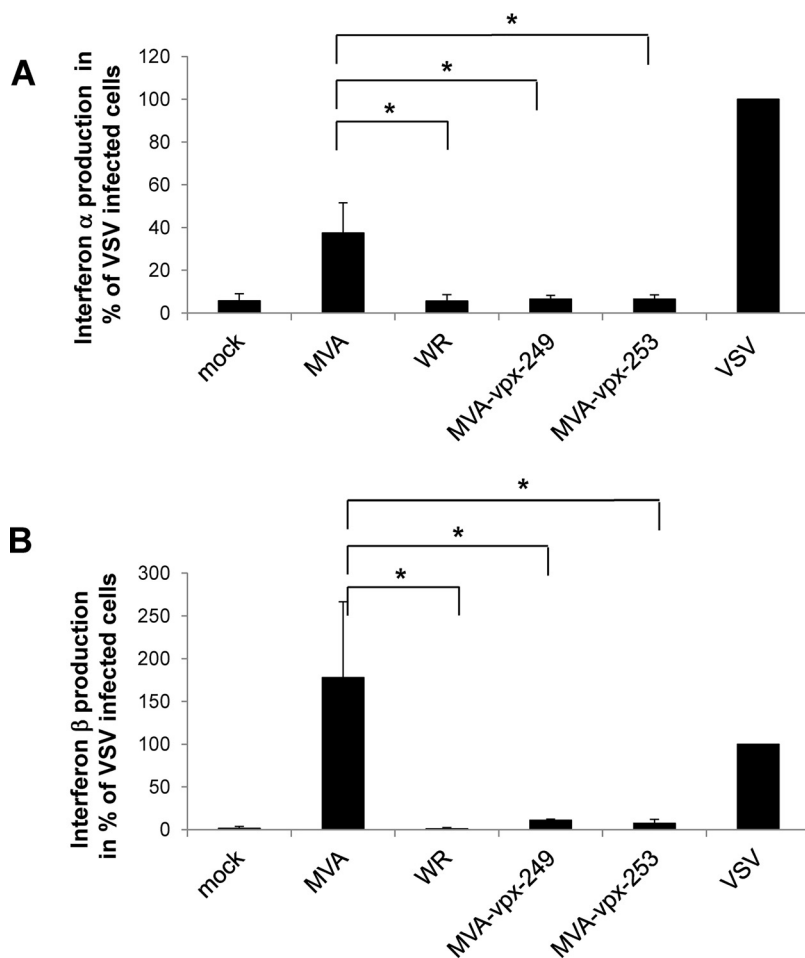 A
Interferon α production in
% of VSV infected cells
120
100
80
60
40
20
0
*
*
*
mock
MVA
WR
MVA-vpx-249
MVA-vpx-253
VSV
B
Interferon β production
in % of VSV infected cells
300
250
200
150
100
50
0
*
*
*
mock
MVA
WR
MVA-vpx-249
MVA-vpx-253
VSV